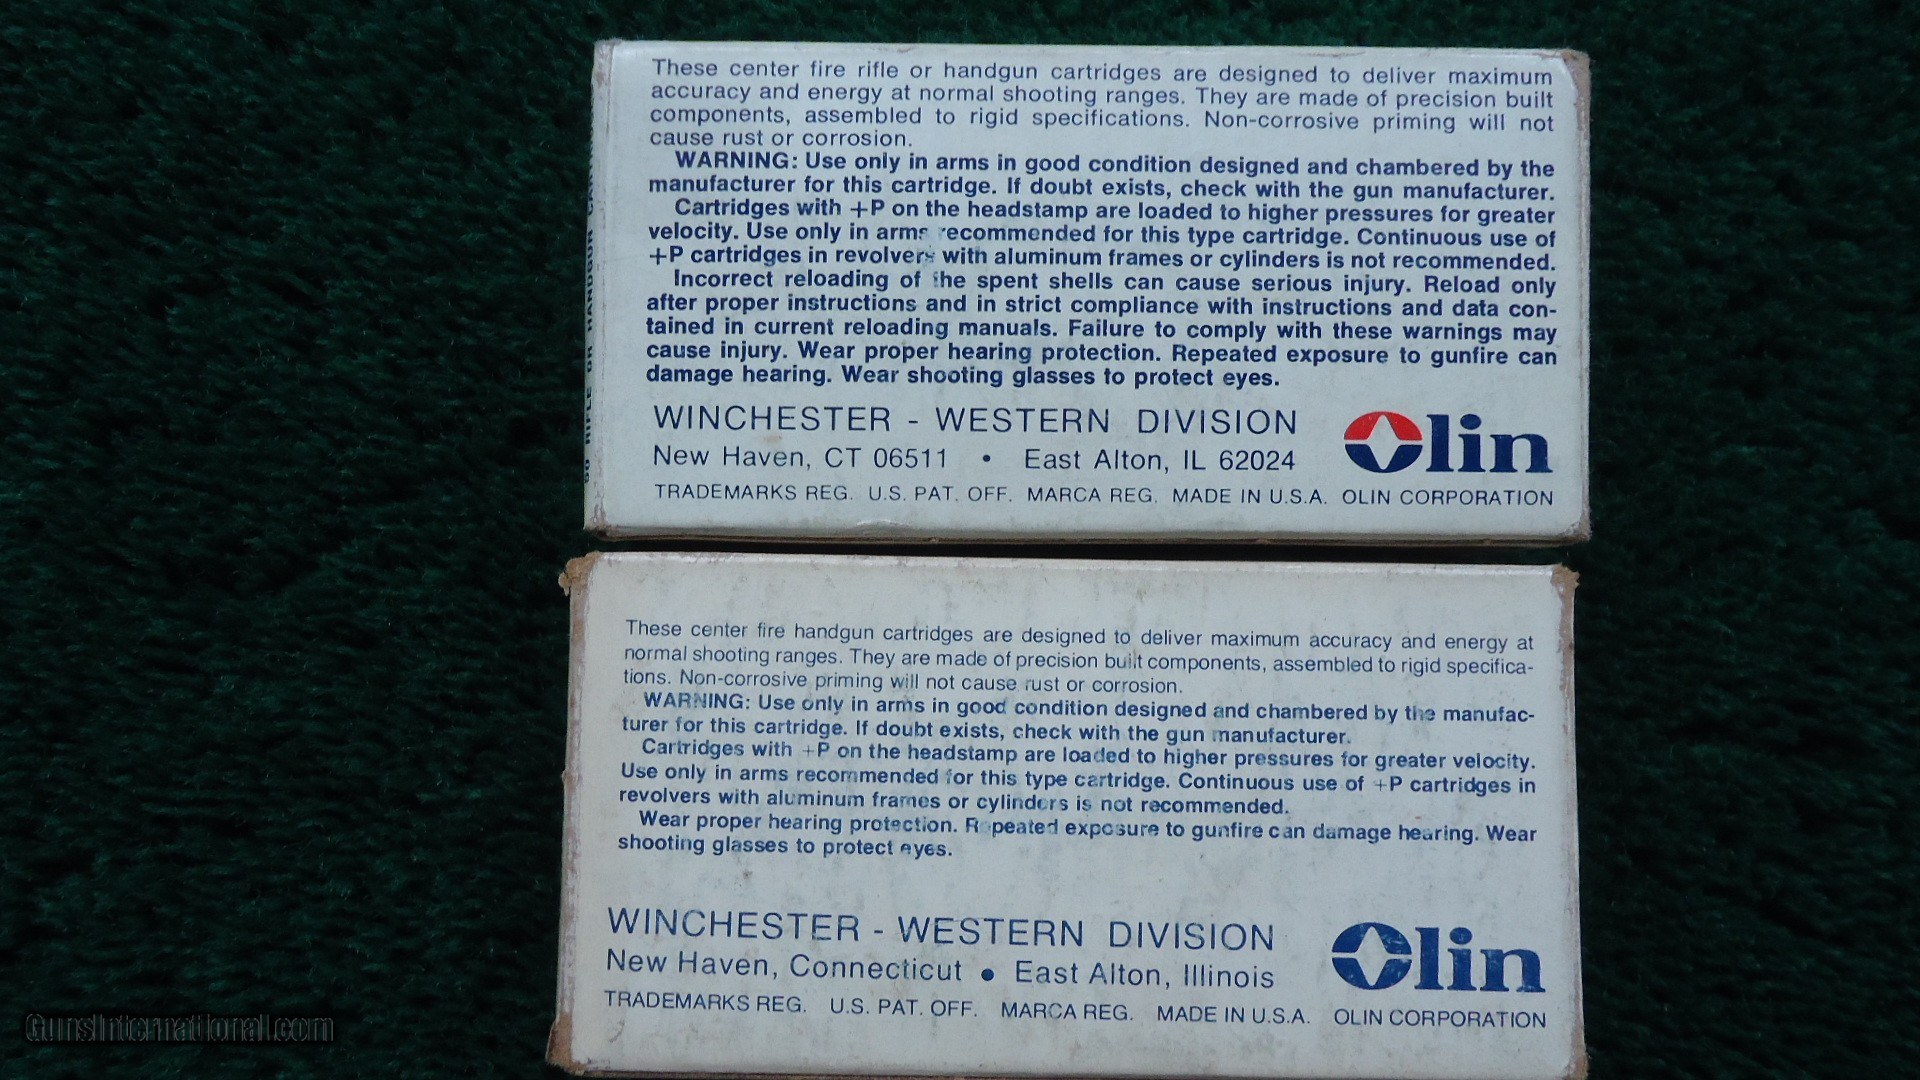 These center fire rifle or handgun cartridges are designed to deliver maximum
accuracy and energy at normal shooting ranges. They are made of precision built
components, assembled to rigid specifications. Non-corrosive priming will not
cause rust or corrosion.
WARNING: Use only in arms in good condition designed and chambered by the
manufacturer for this cartridge. If doubt exists, check with the gun manufacturer.
Cartridges with +P on the headstamp are loaded to higher pressures for greater
velocity. Use only in arms recommended for this type cartridge. Continuous use of
+P cartridges in revolvers with aluminum frames or cylinders is not recommended.
Incorrect reloading of the spent shells can cause serious injury. Reload only
after proper instructions and in strict compliance with instructions and data con-
tained in current reloading manuals. Failure to comply with these warnings may
cause injury. Wear proper hearing protection. Repeated exposure to gunfire can
damage hearing. Wear shooting glasses to protect eyes.
WINCHESTER - WESTERN DIVISION
New Haven, CT 06511 • East Alton, IL 62024
Olin
TRADEMARKS REG. U.S. PAT. OFF. MARCA REG. MADE IN U.S.A. OLIN CORPORATION
RIFLE OR HANDGUN
These center fire handgun cartridges are designed to deliver maximum accuracy and energy at
normal shooting ranges. They are made of precision built components, assembled to rigid specifica-
tions. Non-corrosive priming will not cause rust or corrosion.
WARNING: Use only in arms in good condition designed and chambered by the manufac-
turer for this cartridge. If doubt exists, check with the gun manufacturer.
Cartridges with +P on the headstamp are loaded to higher pressures for greater velocity.
Use only in arms recommended for this type cartridge. Continuous use of +P cartridges in
revolvers with aluminum frames or cylinders is not recommended.
Wear proper hearing protection. Repeated exposure to gunfire can damage hearing. Wear
shooting glasses to protect eyes.
WINCHESTER - WESTERN DIVISION
New Haven, Connecticut • East Alton, Illinois
Olin
TRADEMARKS REG. U.S. PAT. OFF. MARCA REG. MADE IN U.S.A. OLIN CORPORATION
GunsInternational.com